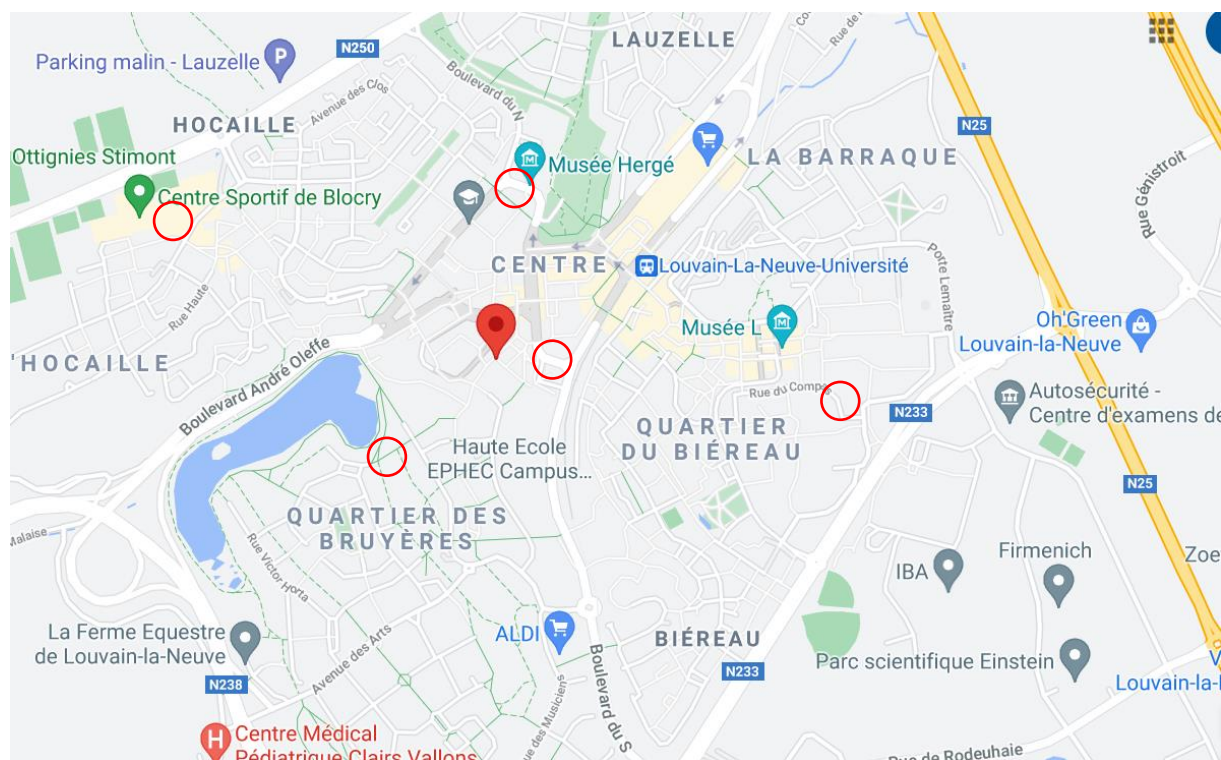 LAUZELLE
N250
Parking malin - Lauzelle
P
Boulevard du N
Avenue des Clos
HOCAILLE
N25
Ottignies Stimont
Musée Hergé
LA BARRAQUE
Centre Sportif de Blocry
Rue Génistroit
CENTRE
Louvain-La-Neuve-Université
Porte Lemaître
Rue Haute
Musée L
Oh'Green
Louvain-la-Neuve
'HOCAILLE
Boulevard André Oleffe
Rue du Compas
Autosécurité -
Centre d'examens de
N233
QUARTIER
DU BIÉREAU
Haute Ecole
EPHEC Campus...
N25
QUARTIER DES
BRUYÈRES
Malaise
Firmenich
Zoe
IBA
Rue Victor Horta
La Ferme Equestre
de Louvain-la-Neuve
ALDI
BIÉREAU
Parc scientifique Einstein
N233
Avenue des Arts
N238
V
Louvain-la-l
Boulevard du S
ue des Musiciens
H
Centre Médical
Pédiatrique Clairs Vallons
Rue de Rodeuhaie